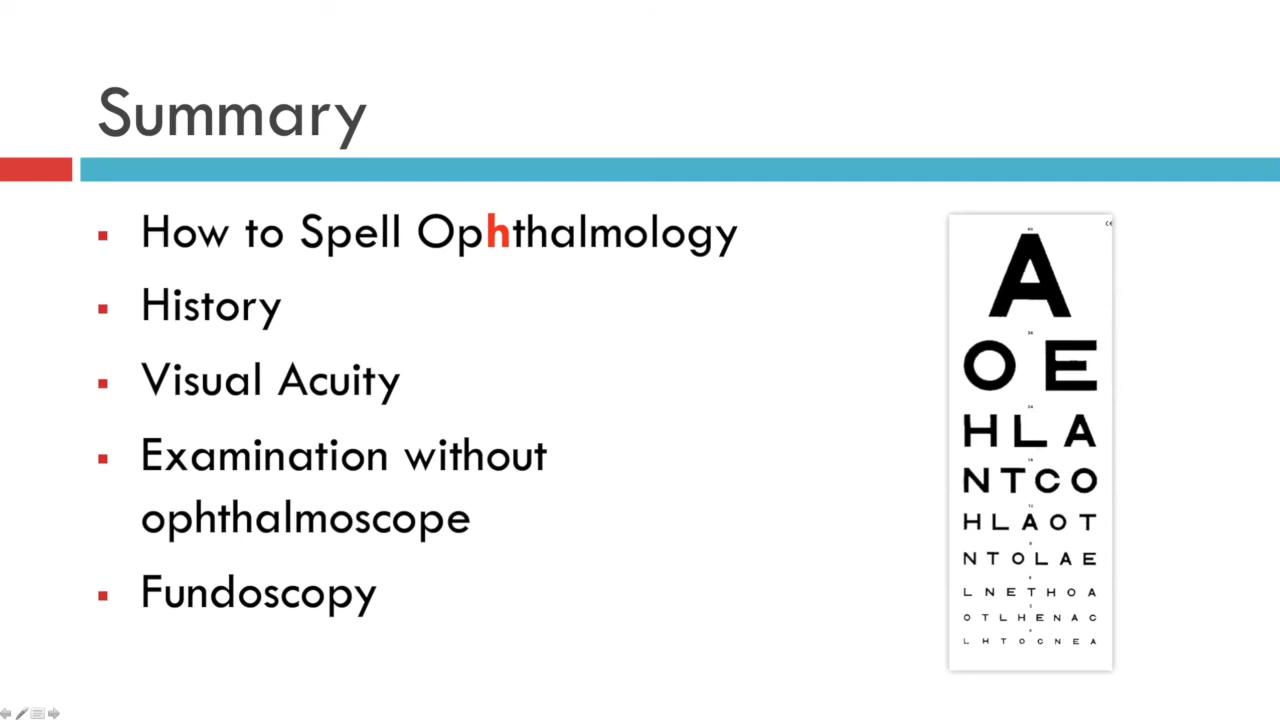 Summary
How to Spell Ophthalmology
History
Visual Acuity
Examination without
ophthalmoscope
Fundoscopy
A
O E
H L A
N T C O
H L A O T
N T O L A E
L N E T H O A
O T L H E N A C
L H T O C N E A